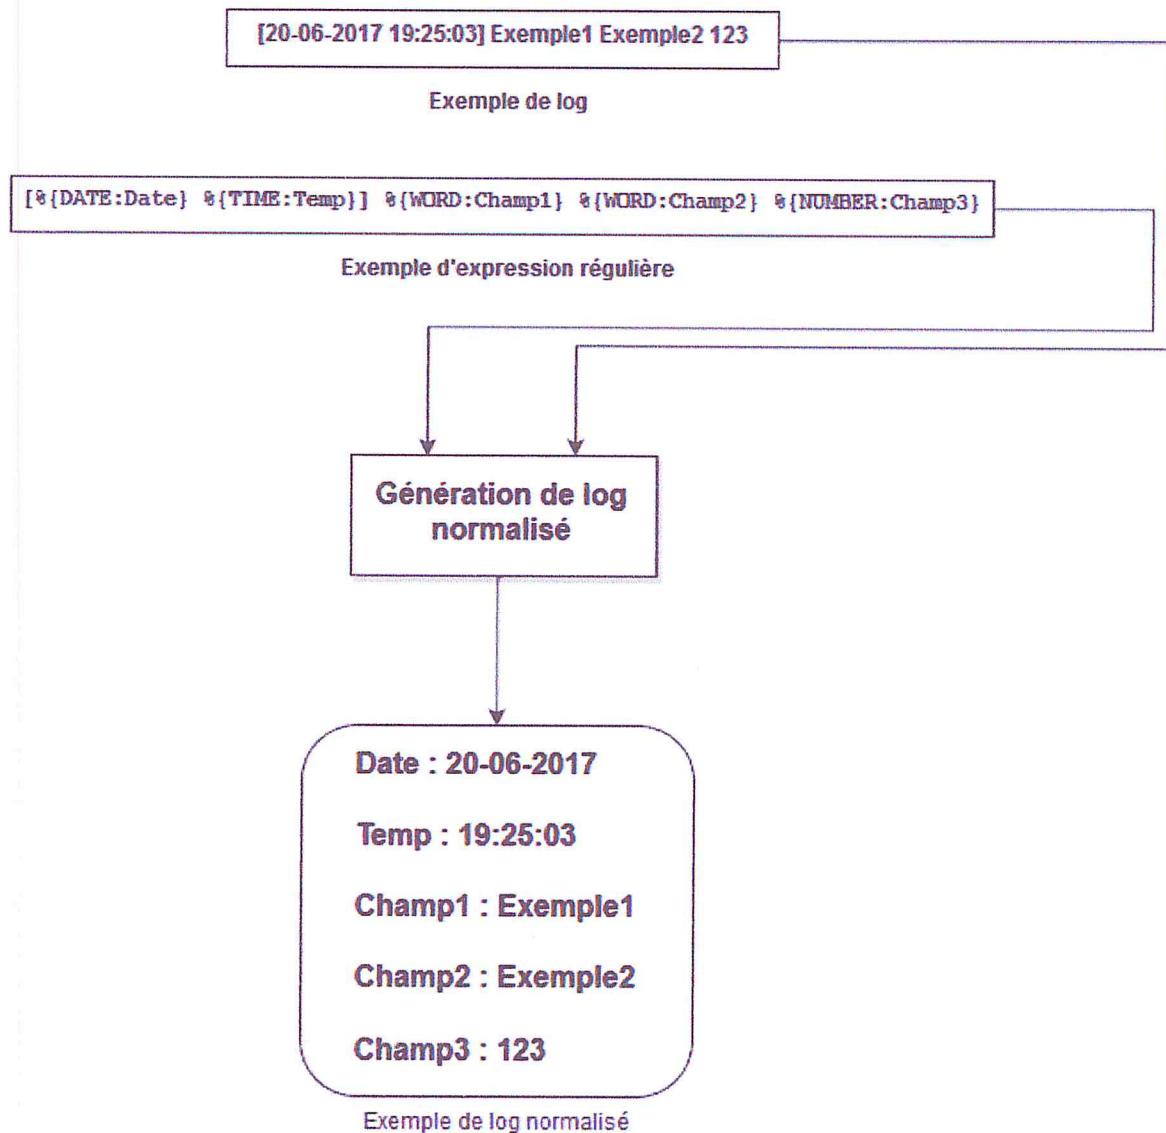 [20-06-2017 19:25:03] Exemple1 Exemple2 123
Exemple de log
[%{DATE:Date} %{TIME:Temp}] %{WORD:Champ1} %{WORD:Champ2} %{NUMBER:Champ3}
Exemple d'expression régulière
Génération de log
normalisé
Date : 20-06-2017
Temp : 19:25:03
Champ1 : Exemple1
Champ2 : Exemple2
Champ3 : 123
Exemple de log normalisé